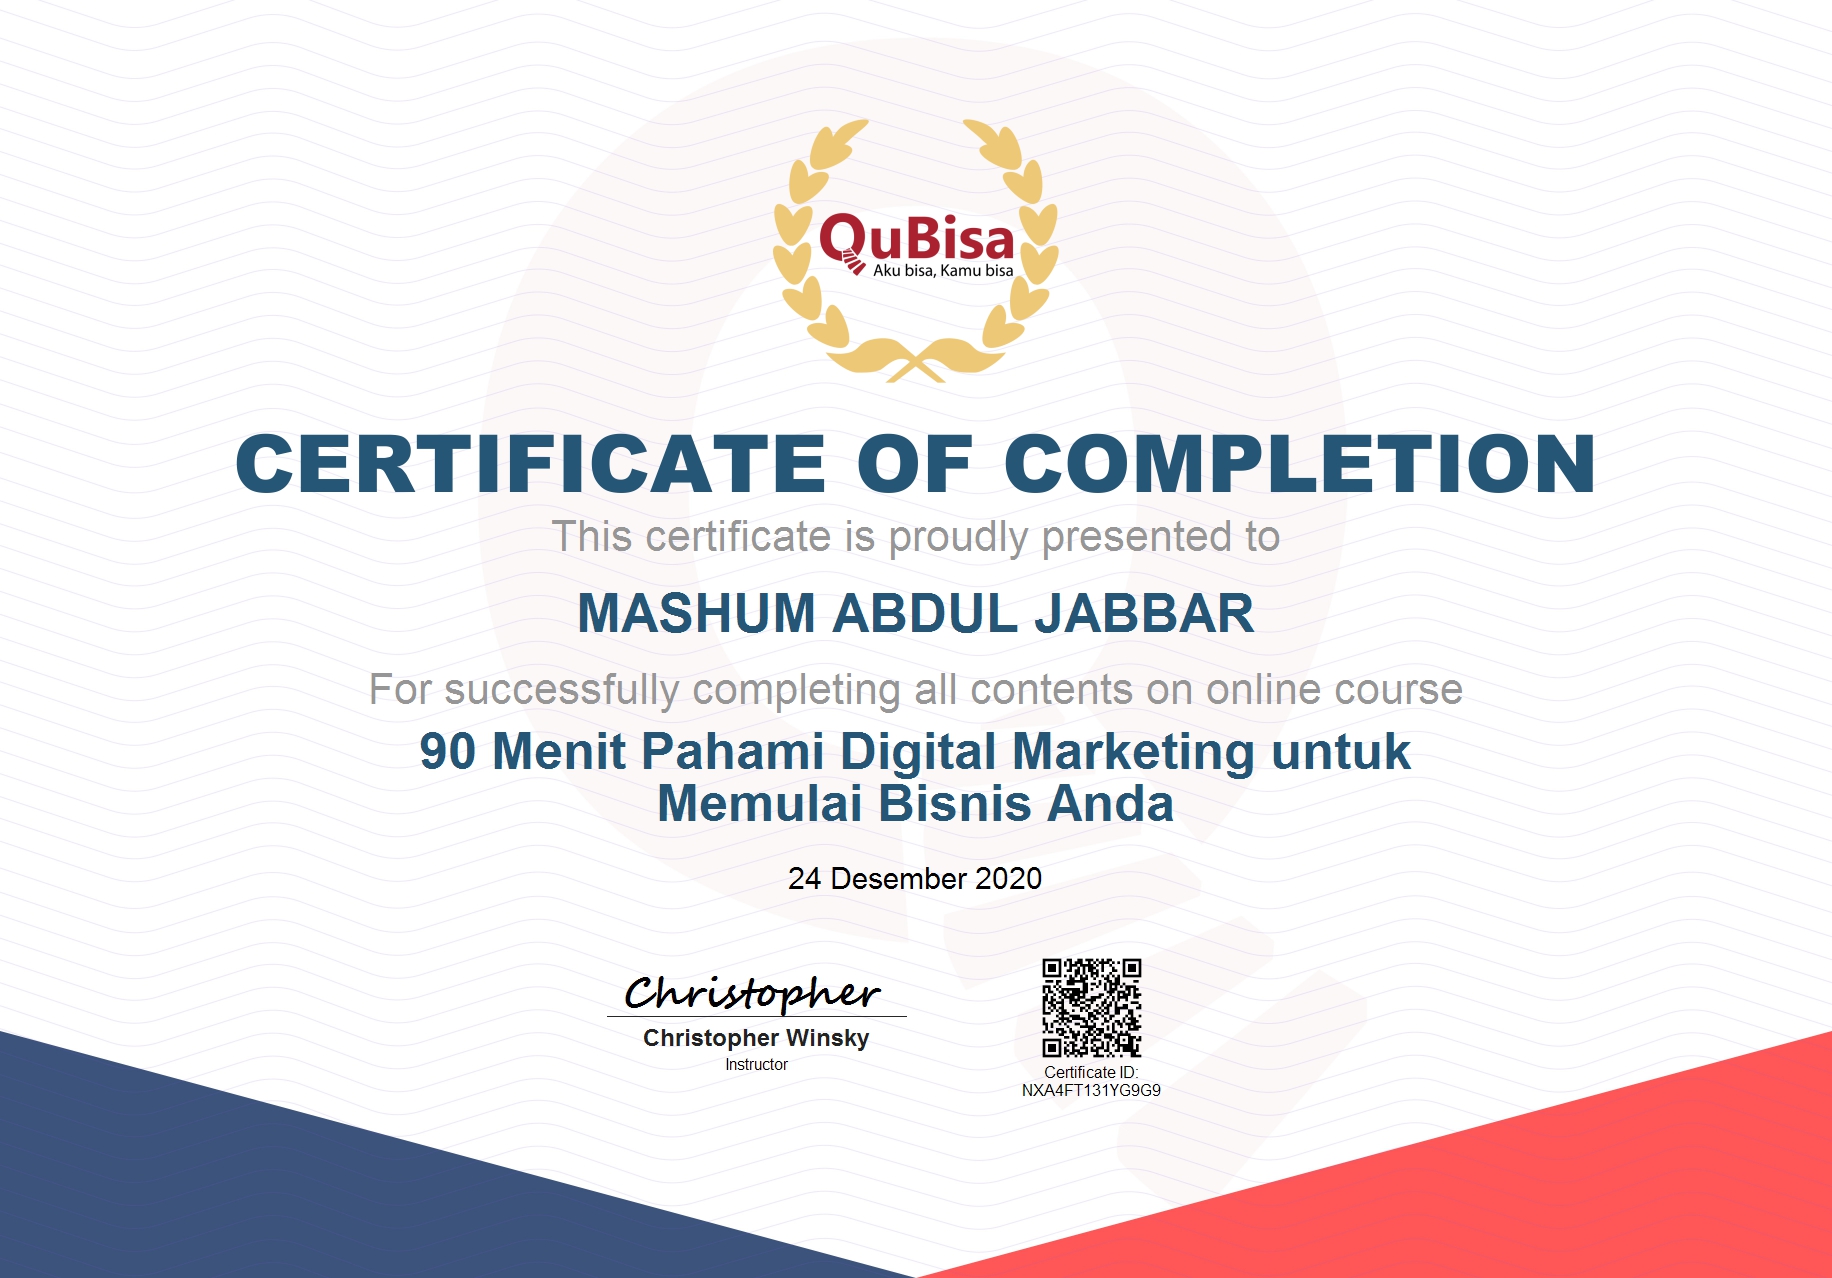 QuBisa
Aku bisa, Kamu bisa
CERTIFICATE OF COMPLETION
This certificate is proudly presented to
MASHUM ABDUL JABBAR
For successfully completing all contents on online course
90 Menit Pahami Digital Marketing untuk
Memulai Bisnis Anda
24 Desember 2020
Christopher
Christopher Winsky
Instructor
Certificate ID:
NXA4FT131YG9G9